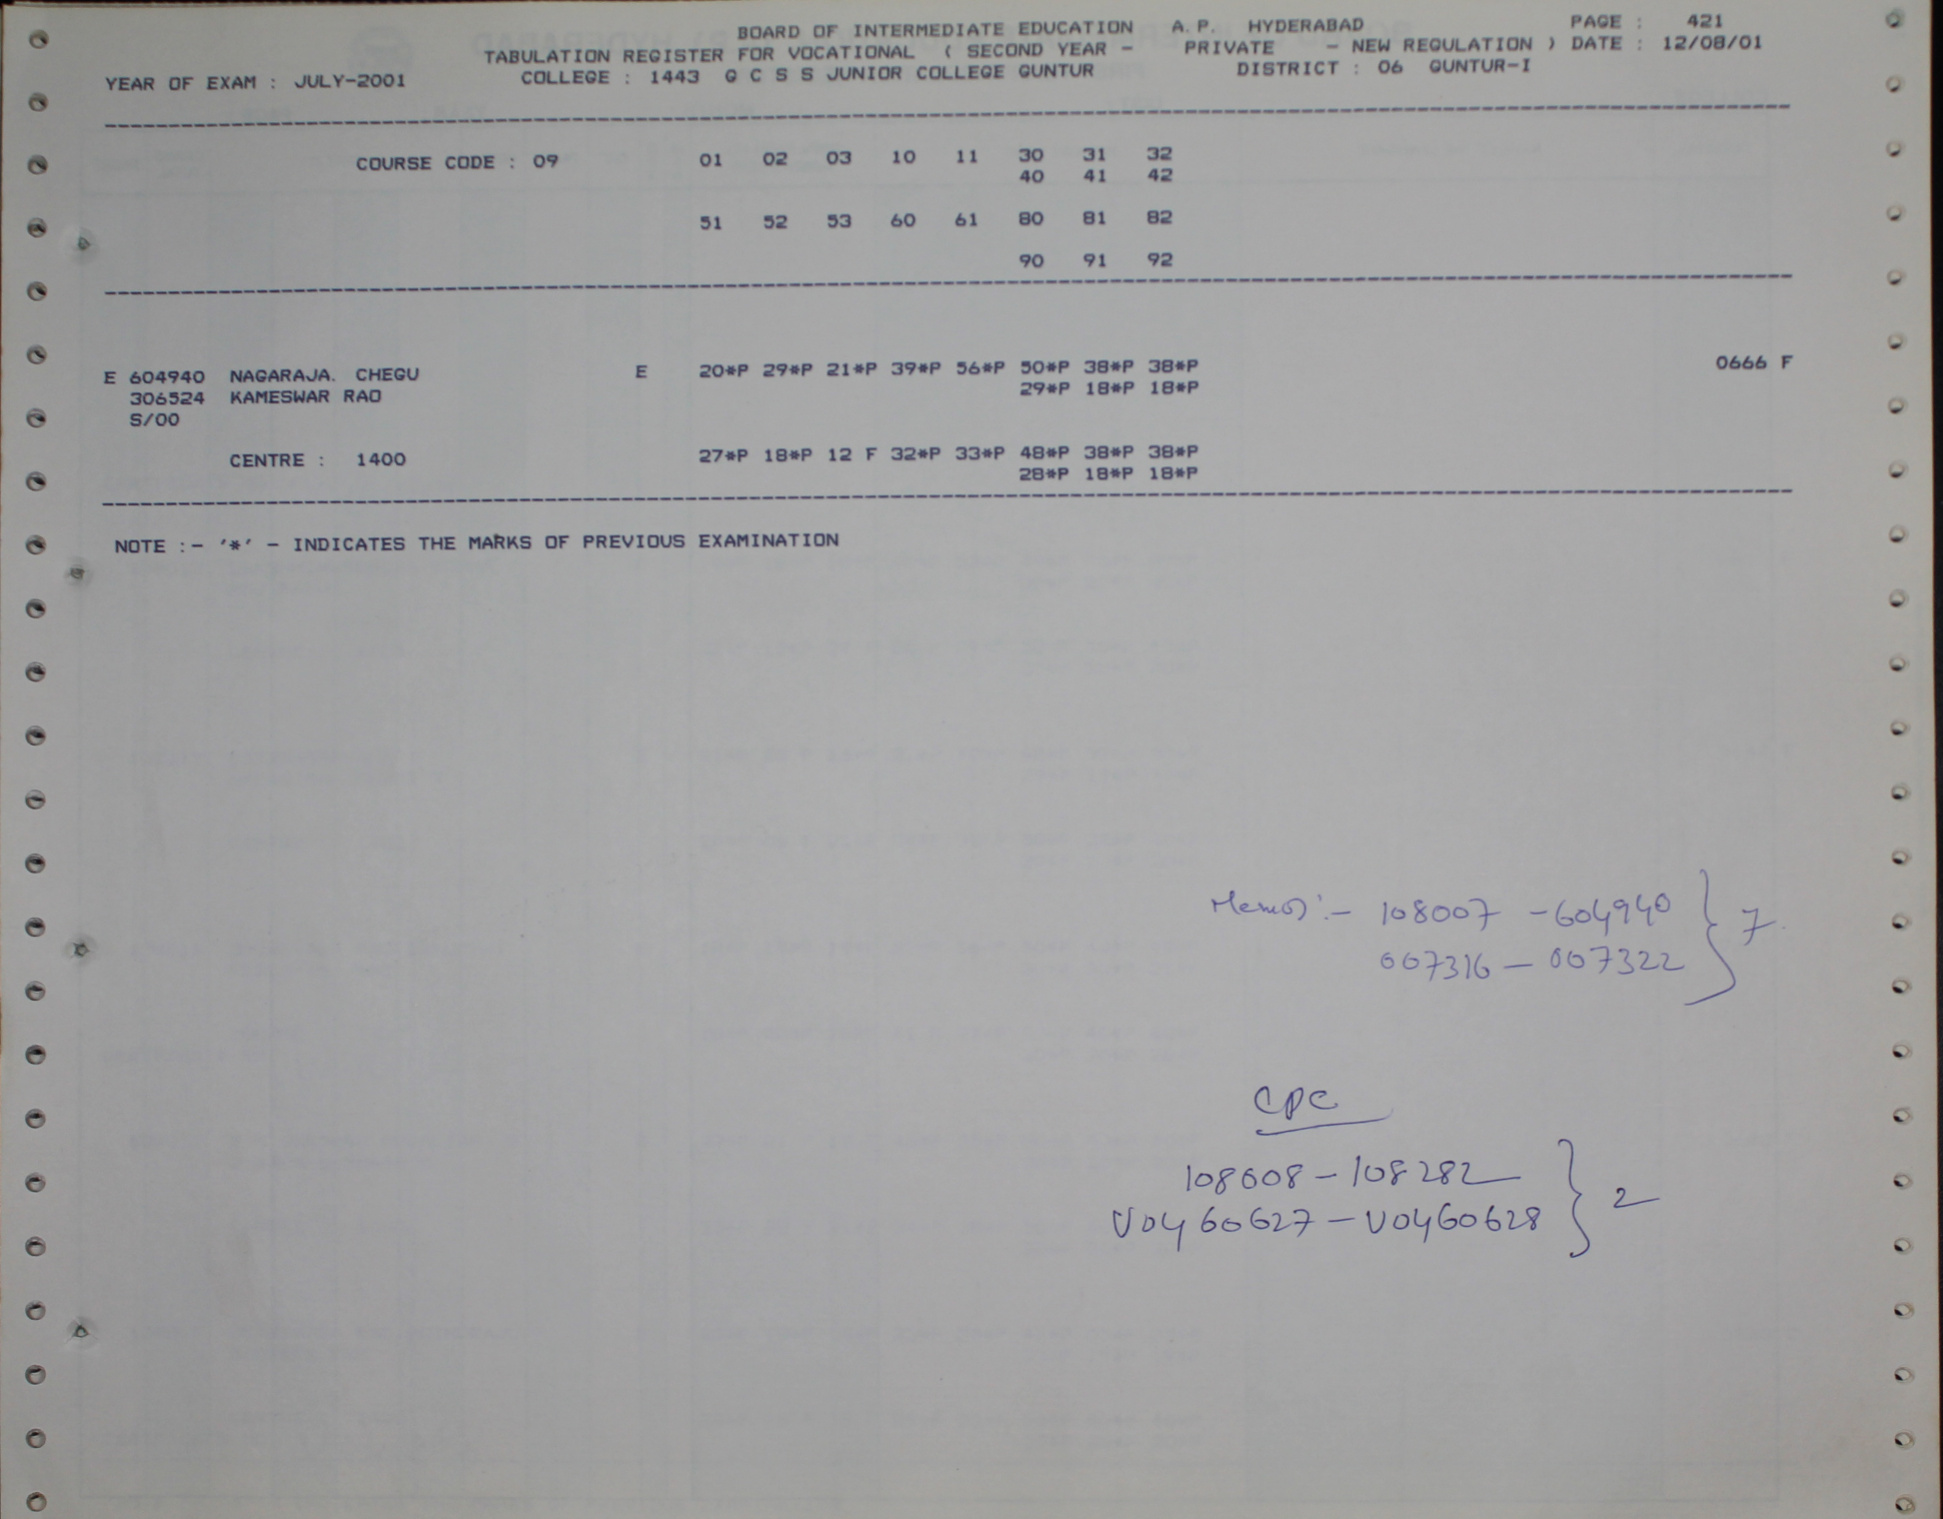 BOARD OF INTERMEDIATE EDUCATION A. P. HYDERABAD PAGE : 421
TABULATION REGISTER FOR VOCATIONAL ( SECOND YEAR - PRIVATE - NEW REGULATION ) DATE : 12/08/01
YEAR OF EXAM : JULY-2001 COLLEGE : 1443 G C S S JUNIOR COLLEGE GUNTUR DISTRICT : 06 GUNTUR-I
COURSE CODE : 09 01 02 03 10 11 30 31 32
40 41 42
51 52 53 60 61 80 81 82
90 91 92
E 604940 NAGARAJA. CHEGU E 20*P 29*P 21*P 39*P 56*P 50*P 38*P 38*P 0666 F
306524 KAMESWAR RAO 29*P 18*P 18*P
S/00
CENTRE : 1400 27*P 18*P 12 F 32*P 33*P 48*P 38*P 38*P
28*P 18*P 18*P
NOTE :- '*' - INDICATES THE MARKS OF PREVIOUS EXAMINATION
108007 - 604940 } 7
007316 - 007322
CPC
108008 - 108282 } 2
V0460627 - V0460628